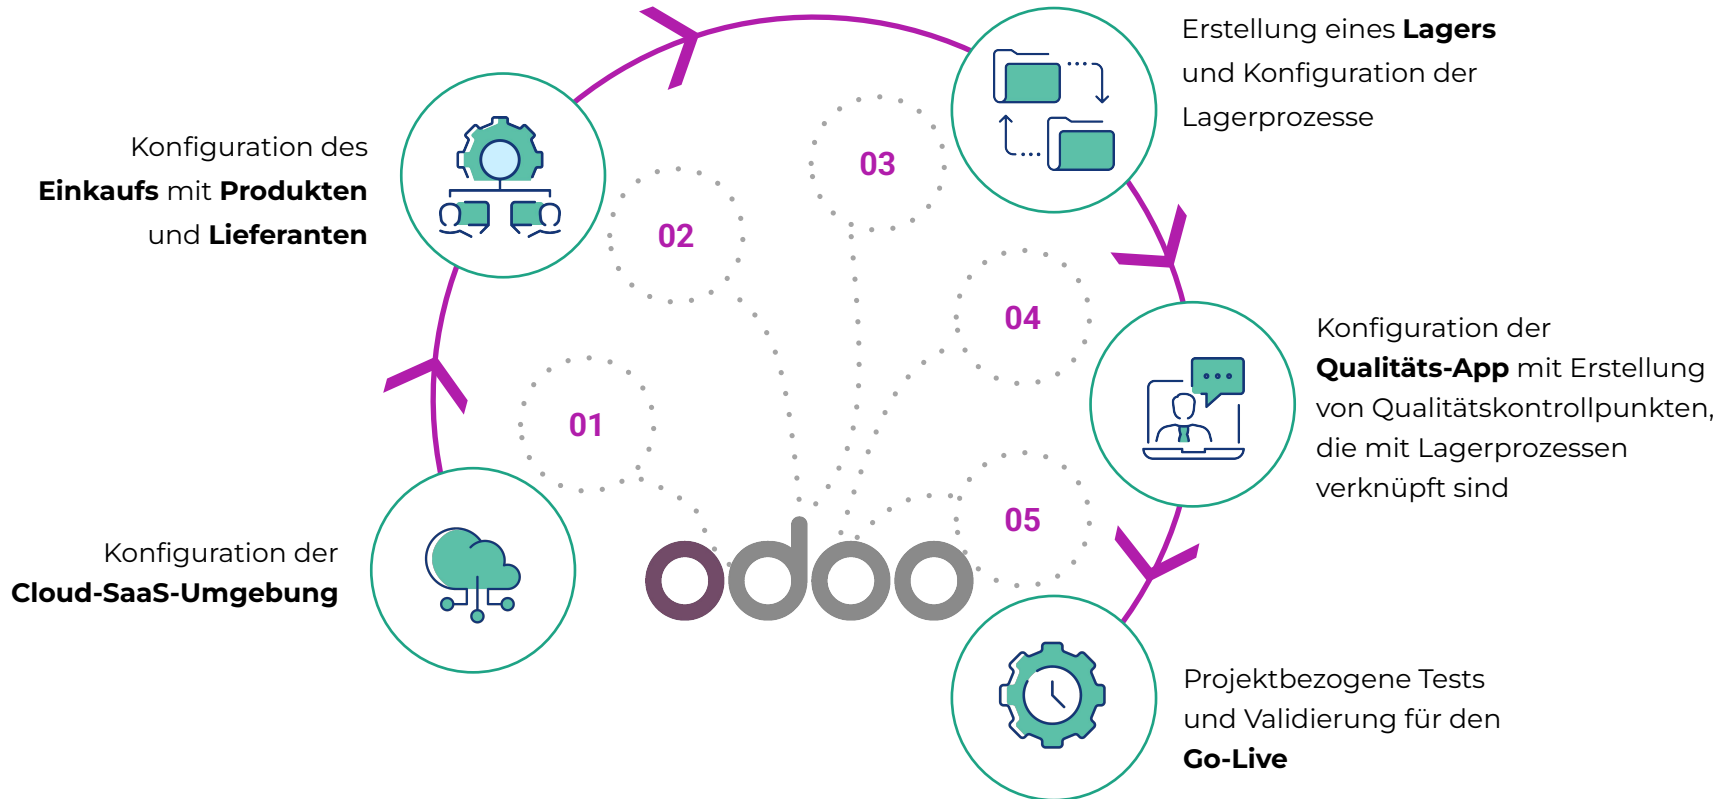 01
Konfiguration der
Cloud-SaaS-Umgebung
02
Konfiguration des
Einkaufs mit Produkten
und Lieferanten
03
Erstellung eines Lagers
und Konfiguration der
Lagerprozesse
04
Konfiguration der
Qualitäts-App mit Erstellung
von Qualitätskontrollpunkten,
die mit Lagerprozessen
verknüpft sind
05
Projektbezogene Tests
und Validierung für den
Go-Live
odoo